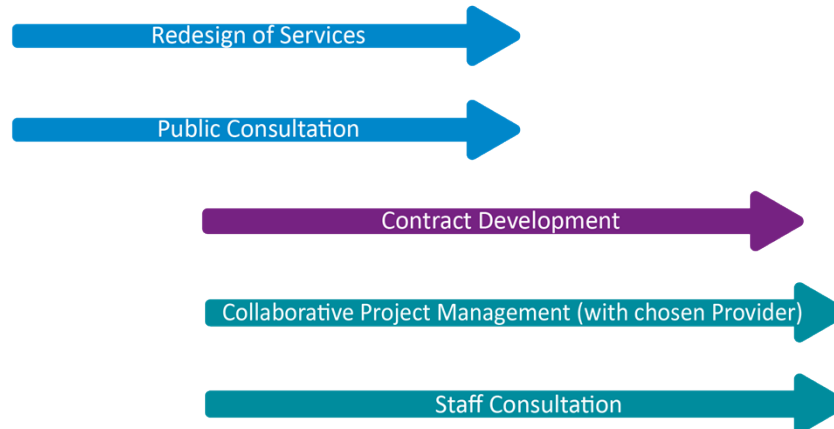 Redesign of Services
Public Consultation
Contract Development
Collaborative Project Management (with chosen Provider)
Staff Consultation